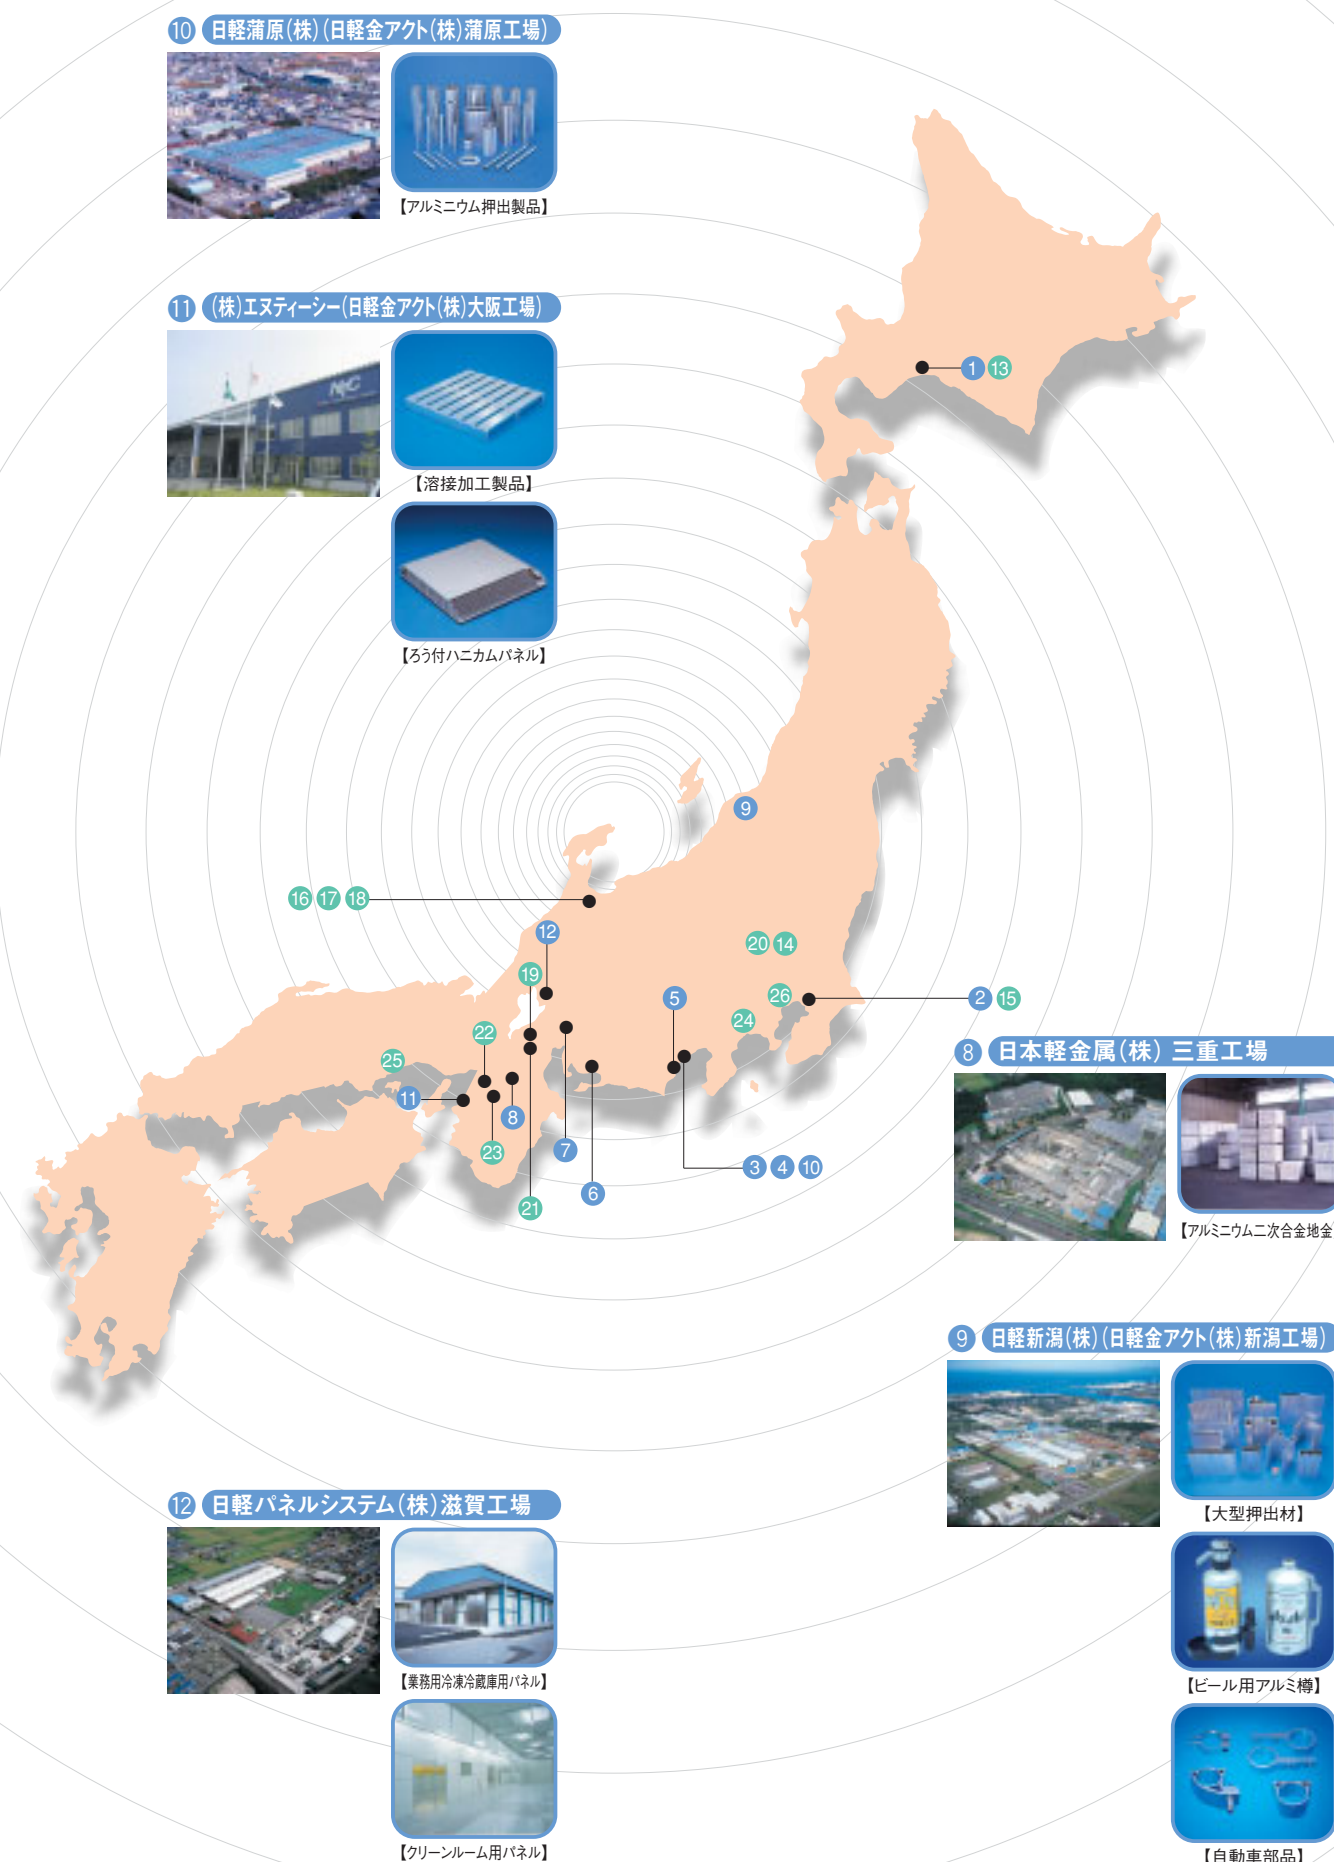 10 日軽蒲原(株)(日軽金アクト(株)蒲原工場)
【アルミニウム押出製品】
11 (株)エヌティーシー(日軽金アクト(株)大阪工場)
【溶接加工製品】
【ろう付ハニカムパネル】
1 13
9
16 17 18
12
20 14
19
5
26
2 15
24
22
25
11
8
23
7
3 4 10
6
21
8 日本軽金属(株) 三重工場
【アルミニウム二次合金地金
9 日軽新潟(株)(日軽金アクト(株)新潟工場)
【大型押出材】
【ビール用アルミ樽】
【自動車部品】
12 日軽パネルシステム(株)滋賀工場
【業務用冷凍冷蔵庫用パネル】
【クリーンルーム用パネル】